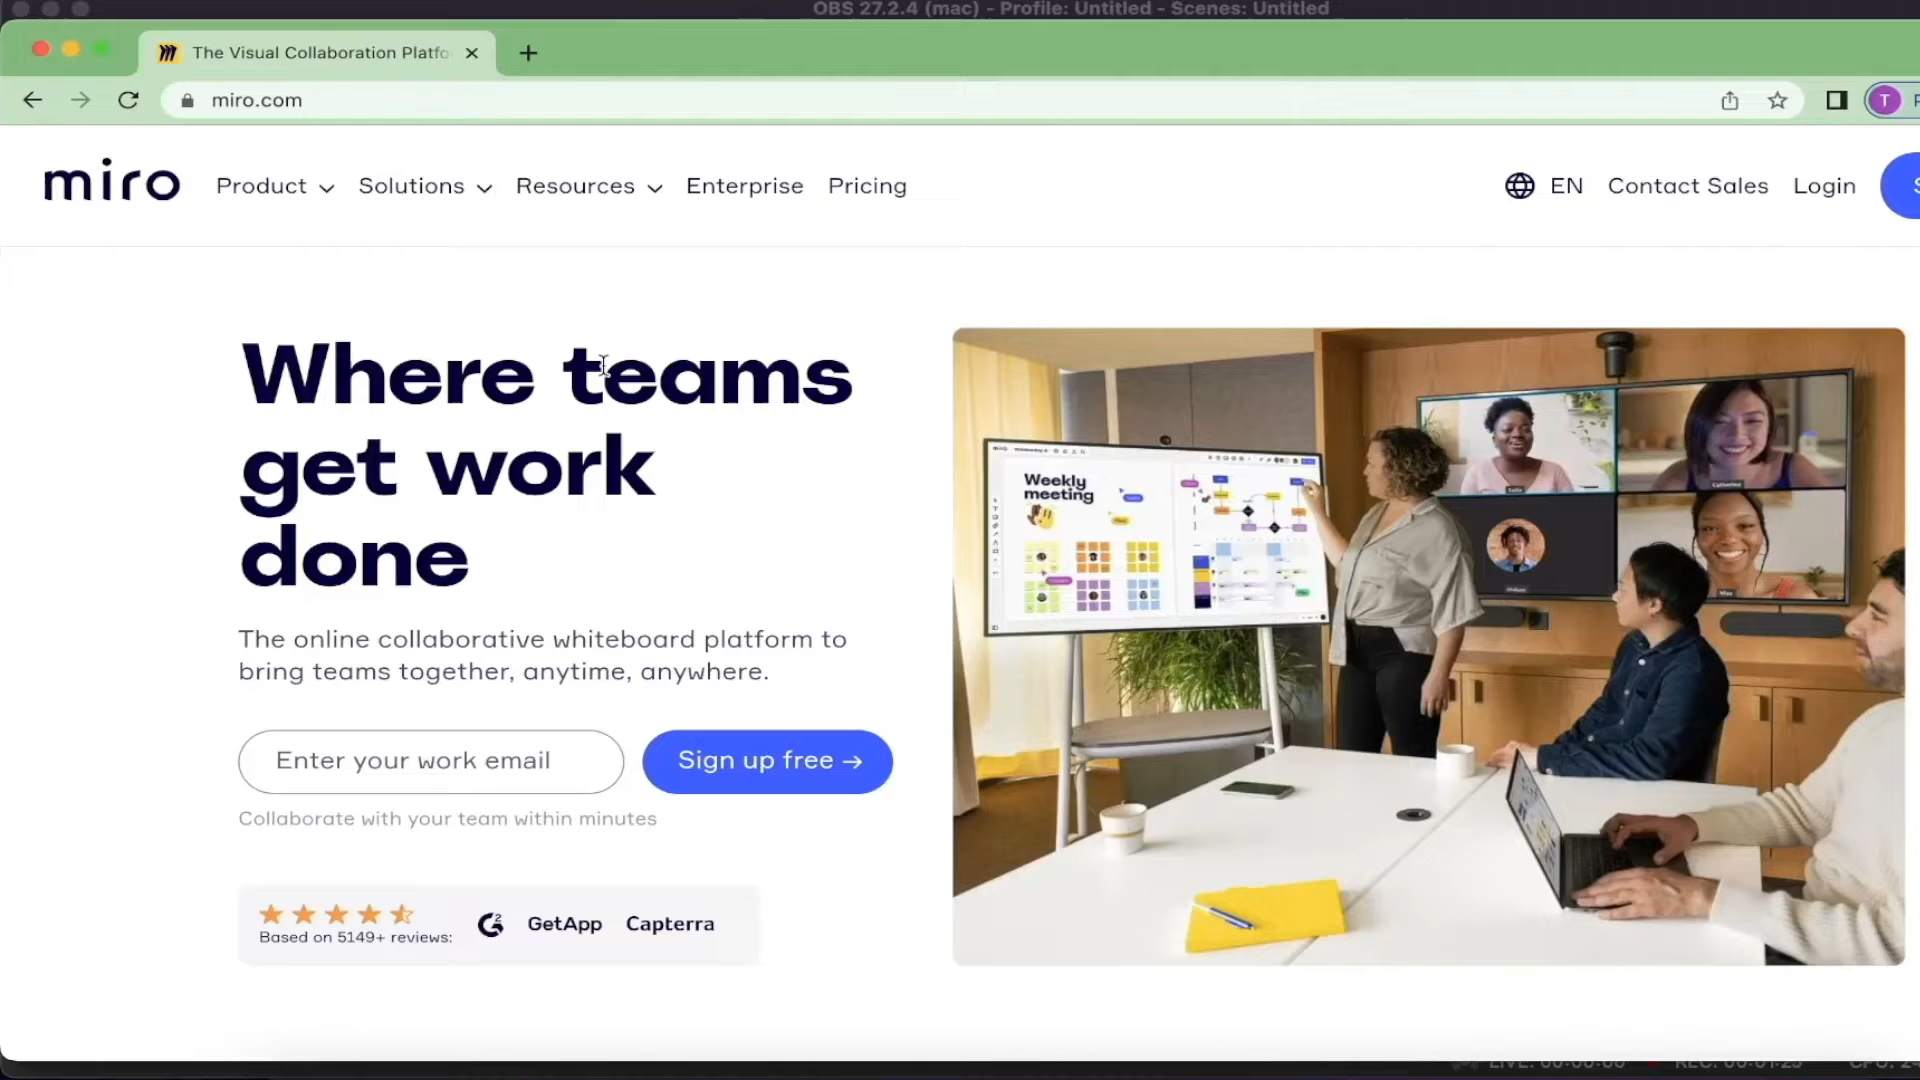 OBS 27.2.4 (mac) - Profile: Untitled - Scenes: Untitled
The Visual Collaboration Platfo
miro.com
T
miro
Product
Solutions
Resources
Enterprise
Pricing
EN
Contact Sales
Login
Where teams
get work
done
The online collaborative whiteboard platform to
bring teams together, anytime, anywhere.
Enter your work email
Sign up free →
Collaborate with your team within minutes
Based on 5149+ reviews:
GetApp
Capterra
Weekly
meeting